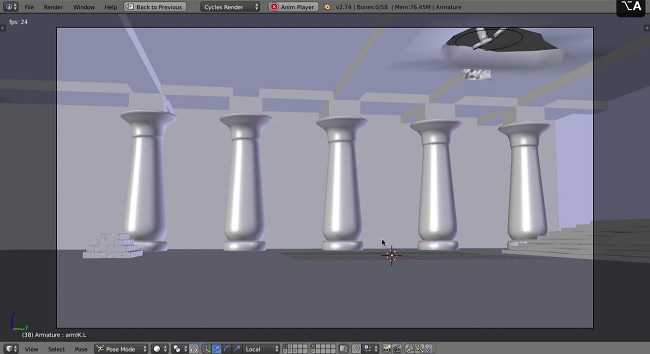 File Render Window Help Back to Previous Cycles Render Anim Player v2.74 | Bones:0/58 | Mem:76.45M | Armature
⌥A
fps: 24
(38) Armature : armIK.L
View Select Pose Pose Mode Local